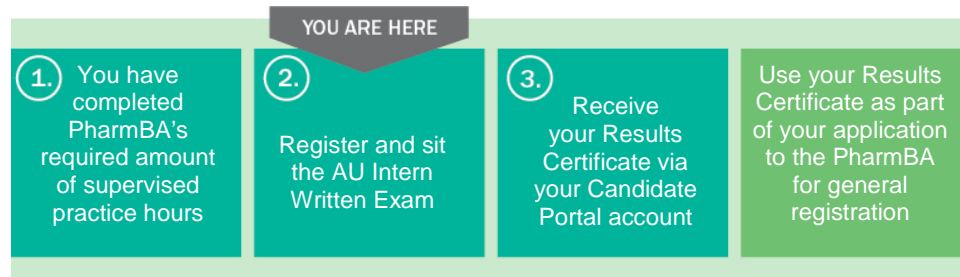 YOU ARE HERE
1.
You have
completed
PharmBA's
required amount
of supervised
practice hours
2.
Register and sit
the AU Intern
Written Exam
3.
Receive
your Results
Certificate via
your Candidate
Portal account
Use your Results
Certificate as part
of your application
to the PharmBA
for general
registration